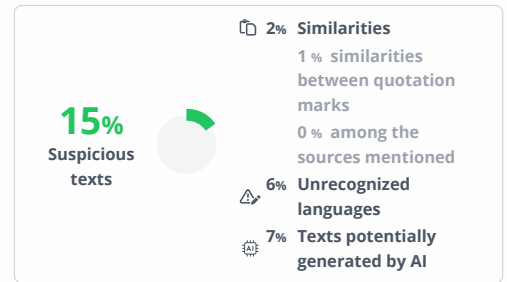 15%
Suspicious
texts
2% Similarities
1 % similarities
between quotation
marks
0 % among the
sources mentioned
6% Unrecognized
languages
7% Texts potentially
generated by AI
AI